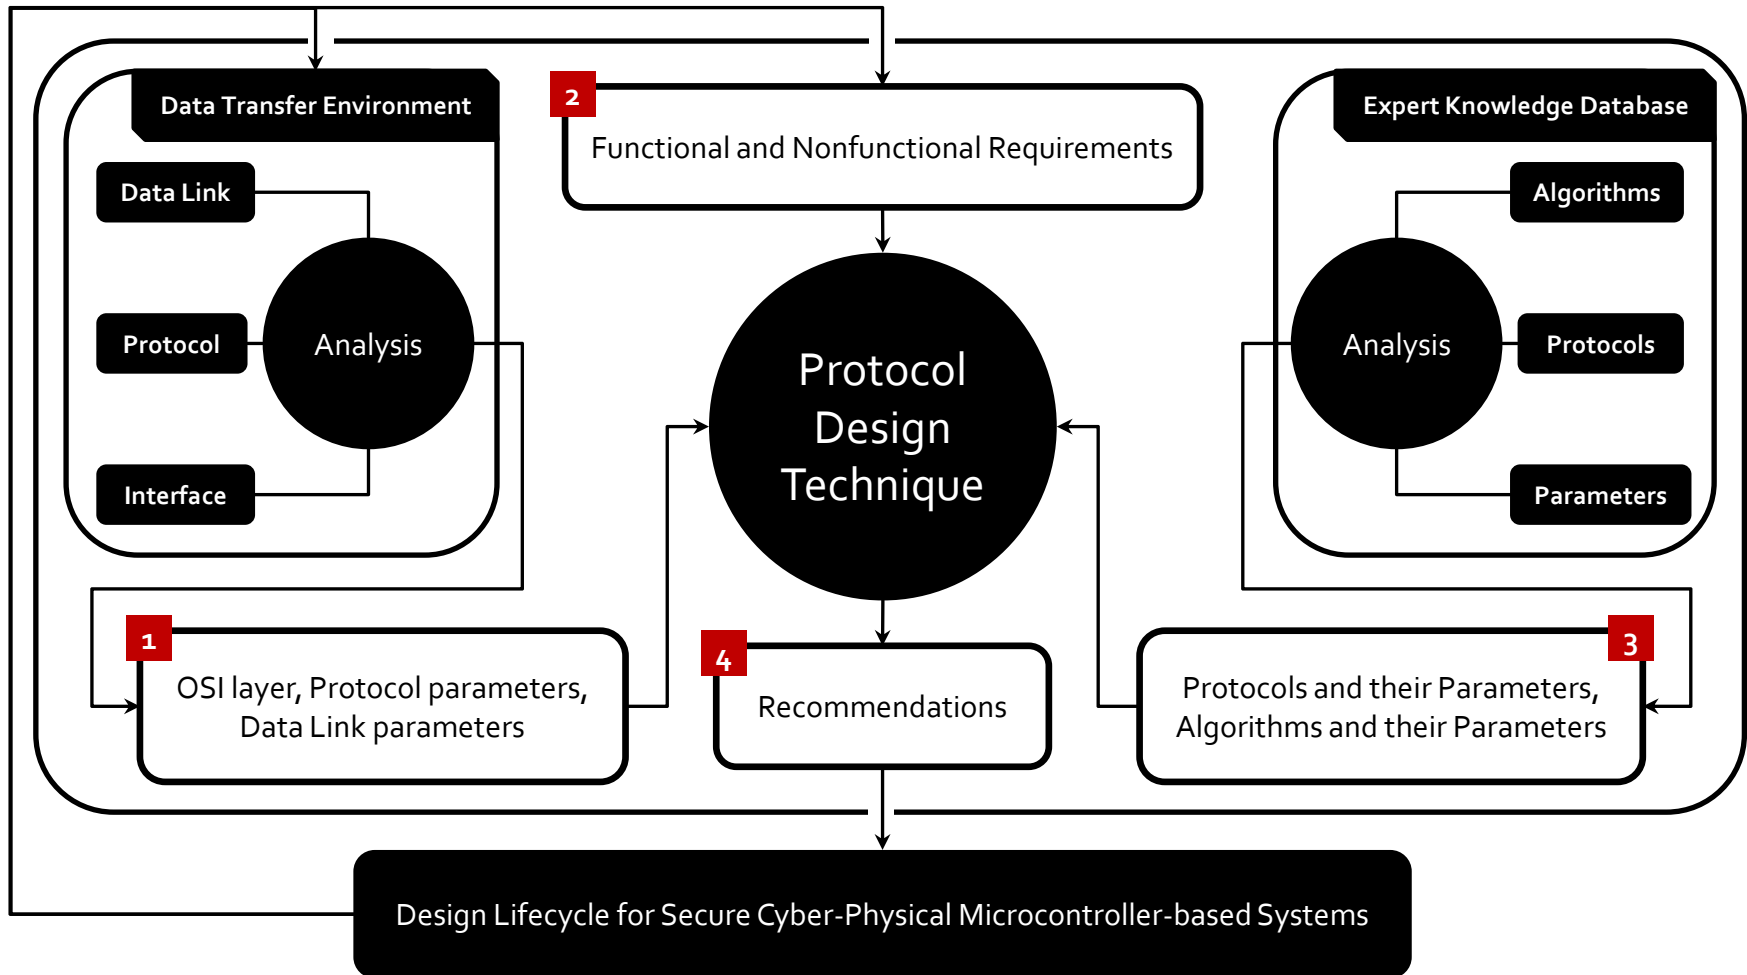 Data Transfer Environment
Data Link
Protocol
Interface
Analysis
2
Functional and Nonfunctional Requirements
Expert Knowledge Database
Algorithms
Protocols
Parameters
Analysis
Protocol
Design
Technique
1
OSI layer, Protocol parameters,
Data Link parameters
4
Recommendations
3
Protocols and their Parameters,
Algorithms and their Parameters
Design Lifecycle for Secure Cyber-Physical Microcontroller-based Systems